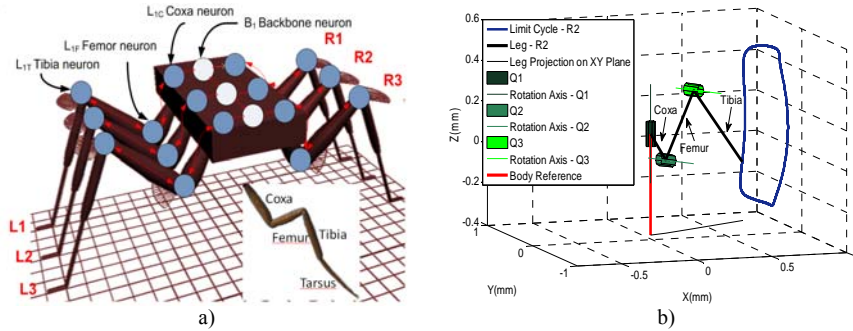 L1C Coxa neuron
B1 Backbone neuron
L1F Femor neuron
L1T Tibia neuron
R1
R2
R3
L1
L2
L3
Coxa
Femur
Tibia
Tarsus
a)
Limit Cycle - R2
Leg - R2
Leg Projection on XY Plane
Q1
Rotation Axis - Q1
Q2
Rotation Axis - Q2
Q3
Rotation Axis - Q3
Body Reference
Coxa
Femur
Tibia
Z(mm)
0.6
0.4
0.2
0
-0.2
-0.4
1
0
-1
Y(mm)
-0.5
0
0.5
X(mm)
b)